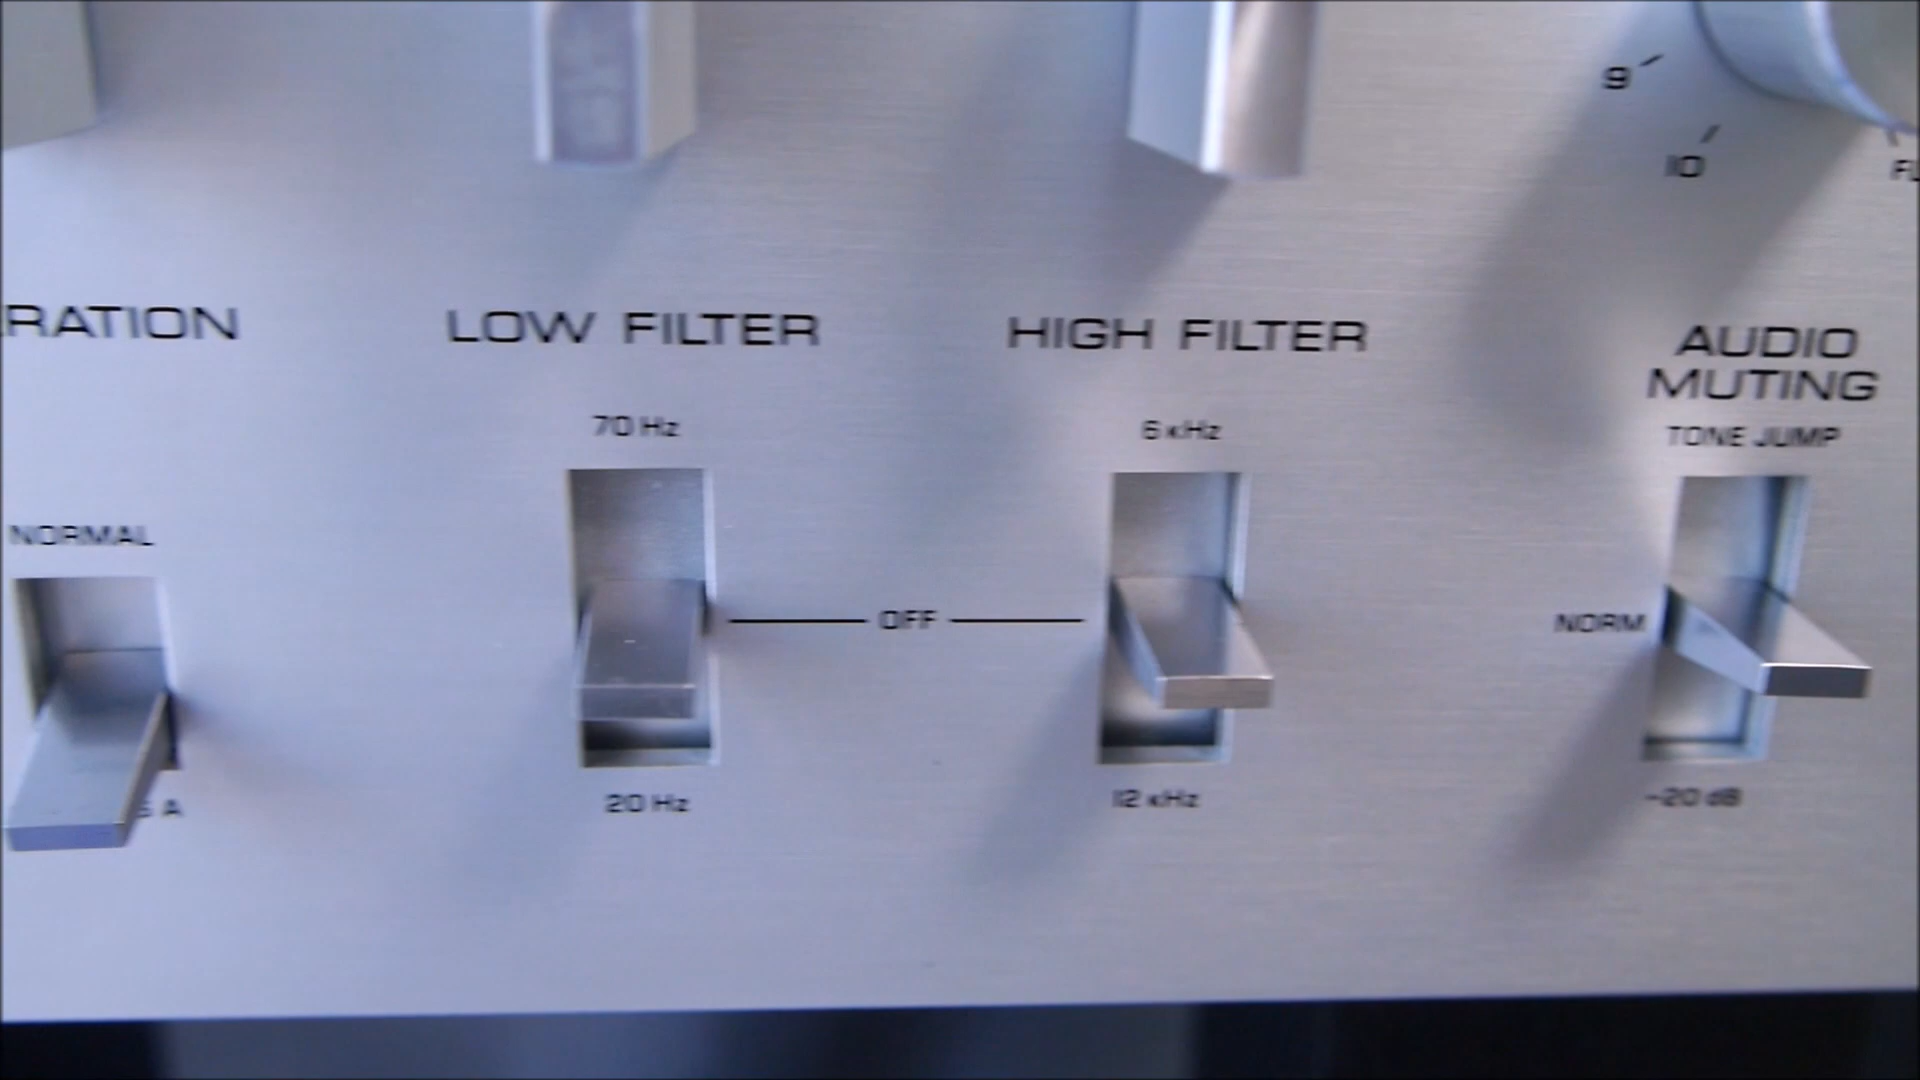 9
10
FL
RATION
LOW FILTER
HIGH FILTER
AUDIO
MUTING
70 Hz
6 kHz
TONE JUMP
NORMAL
OFF
NORM
S A
20 Hz
12 kHz
-20 dB